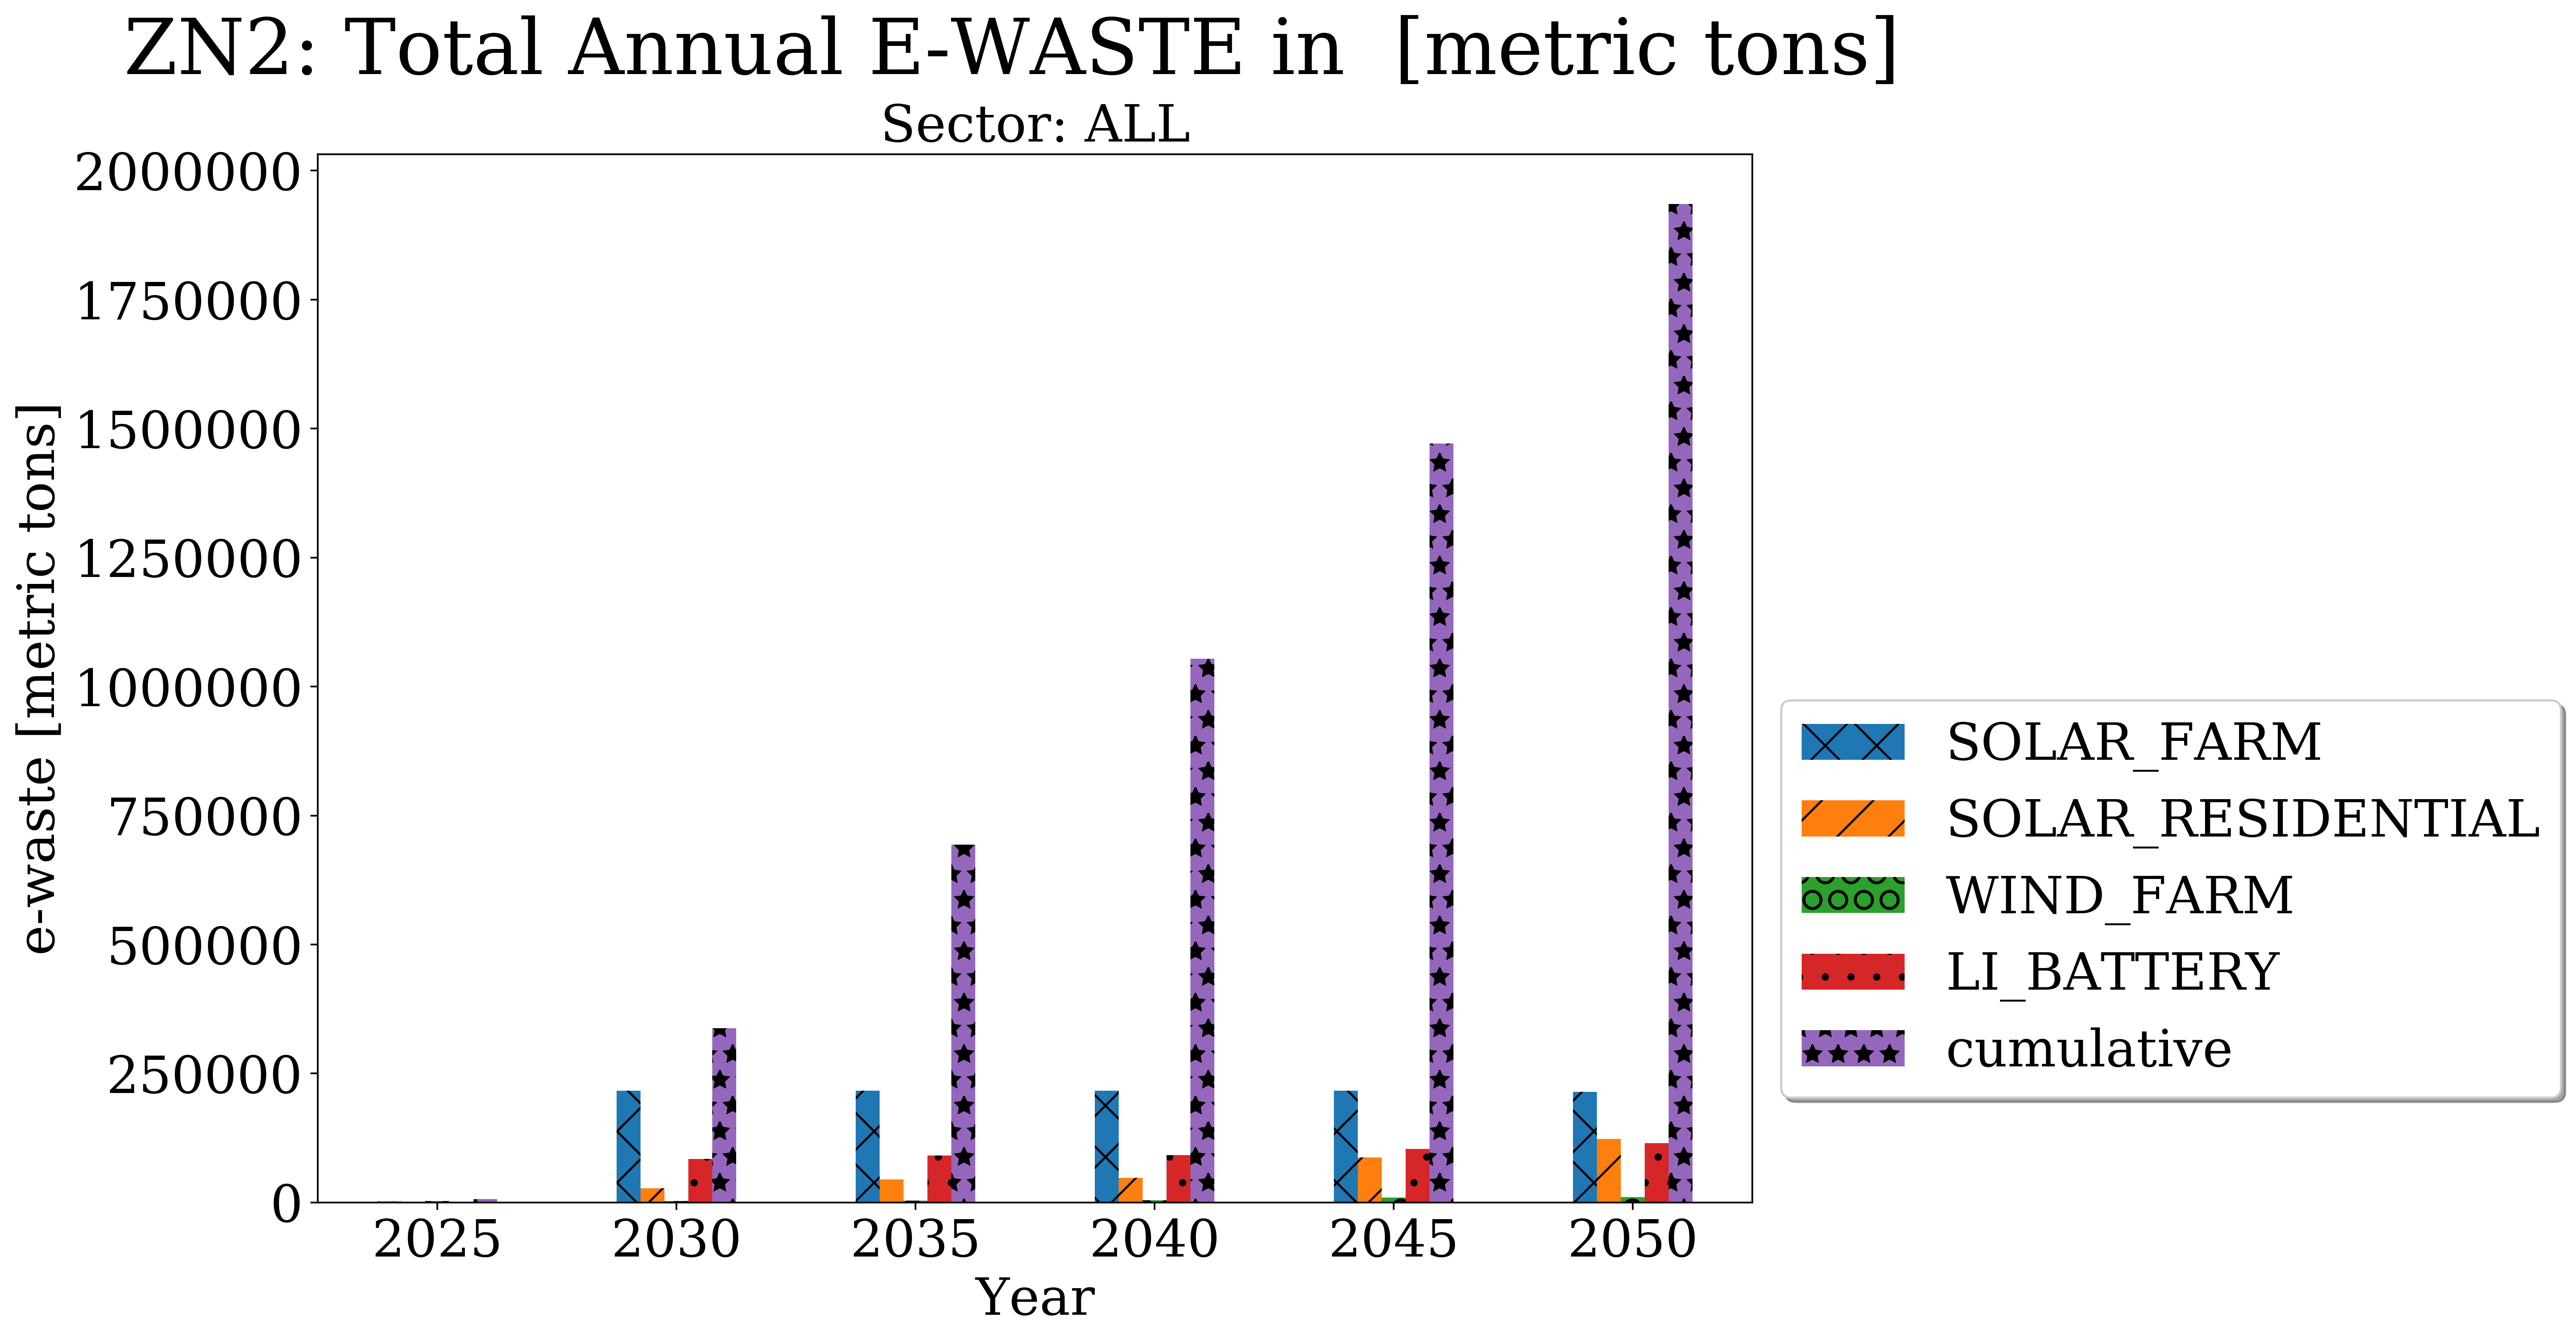 ZN2: Total Annual E-WASTE in  [metric tons]
Sector: ALL
e-waste [metric tons]
2000000
1750000
1500000
1250000
1000000
750000
500000
250000
0
2025 2030 2035 2040 2045 2050
Year
SOLAR_FARM
SOLAR_RESIDENTIAL
WIND_FARM
LI_BATTERY
cumulative